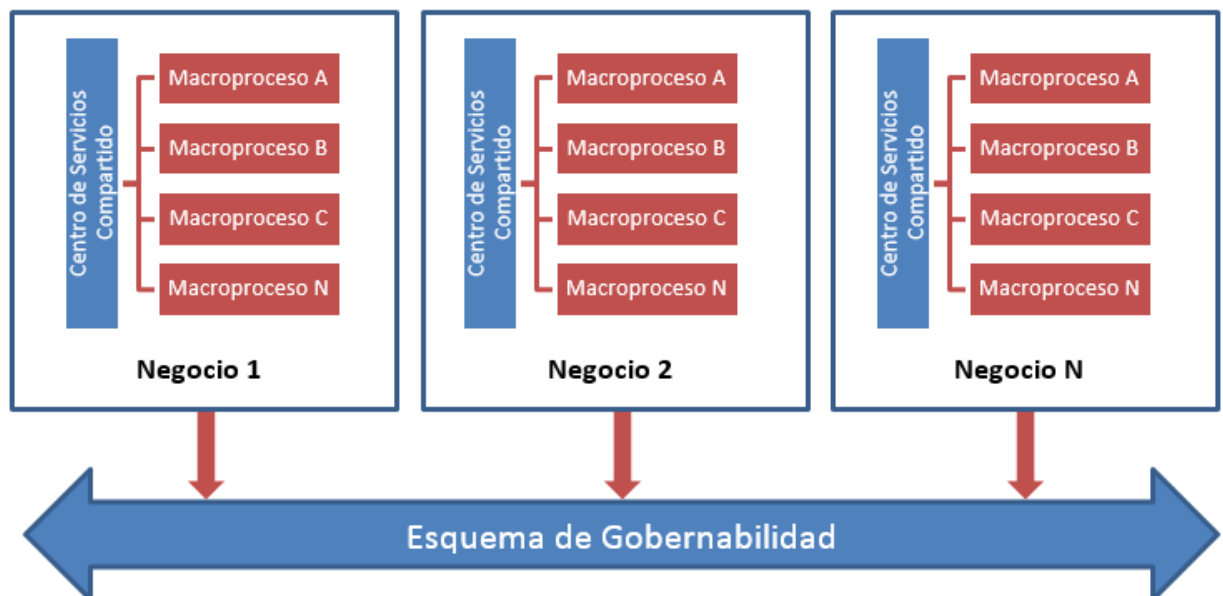 Centro de Servicios
Compartido
Macroproceso A
Macroproceso B
Macroproceso C
Macroproceso N
Negocio 1
Centro de Servicios
Compartido
Macroproceso A
Macroproceso B
Macroproceso C
Macroproceso N
Negocio 2
Centro de Servicios
Compartido
Macroproceso A
Macroproceso B
Macroproceso C
Macroproceso N
Negocio N
Esquema de Gobernabilidad